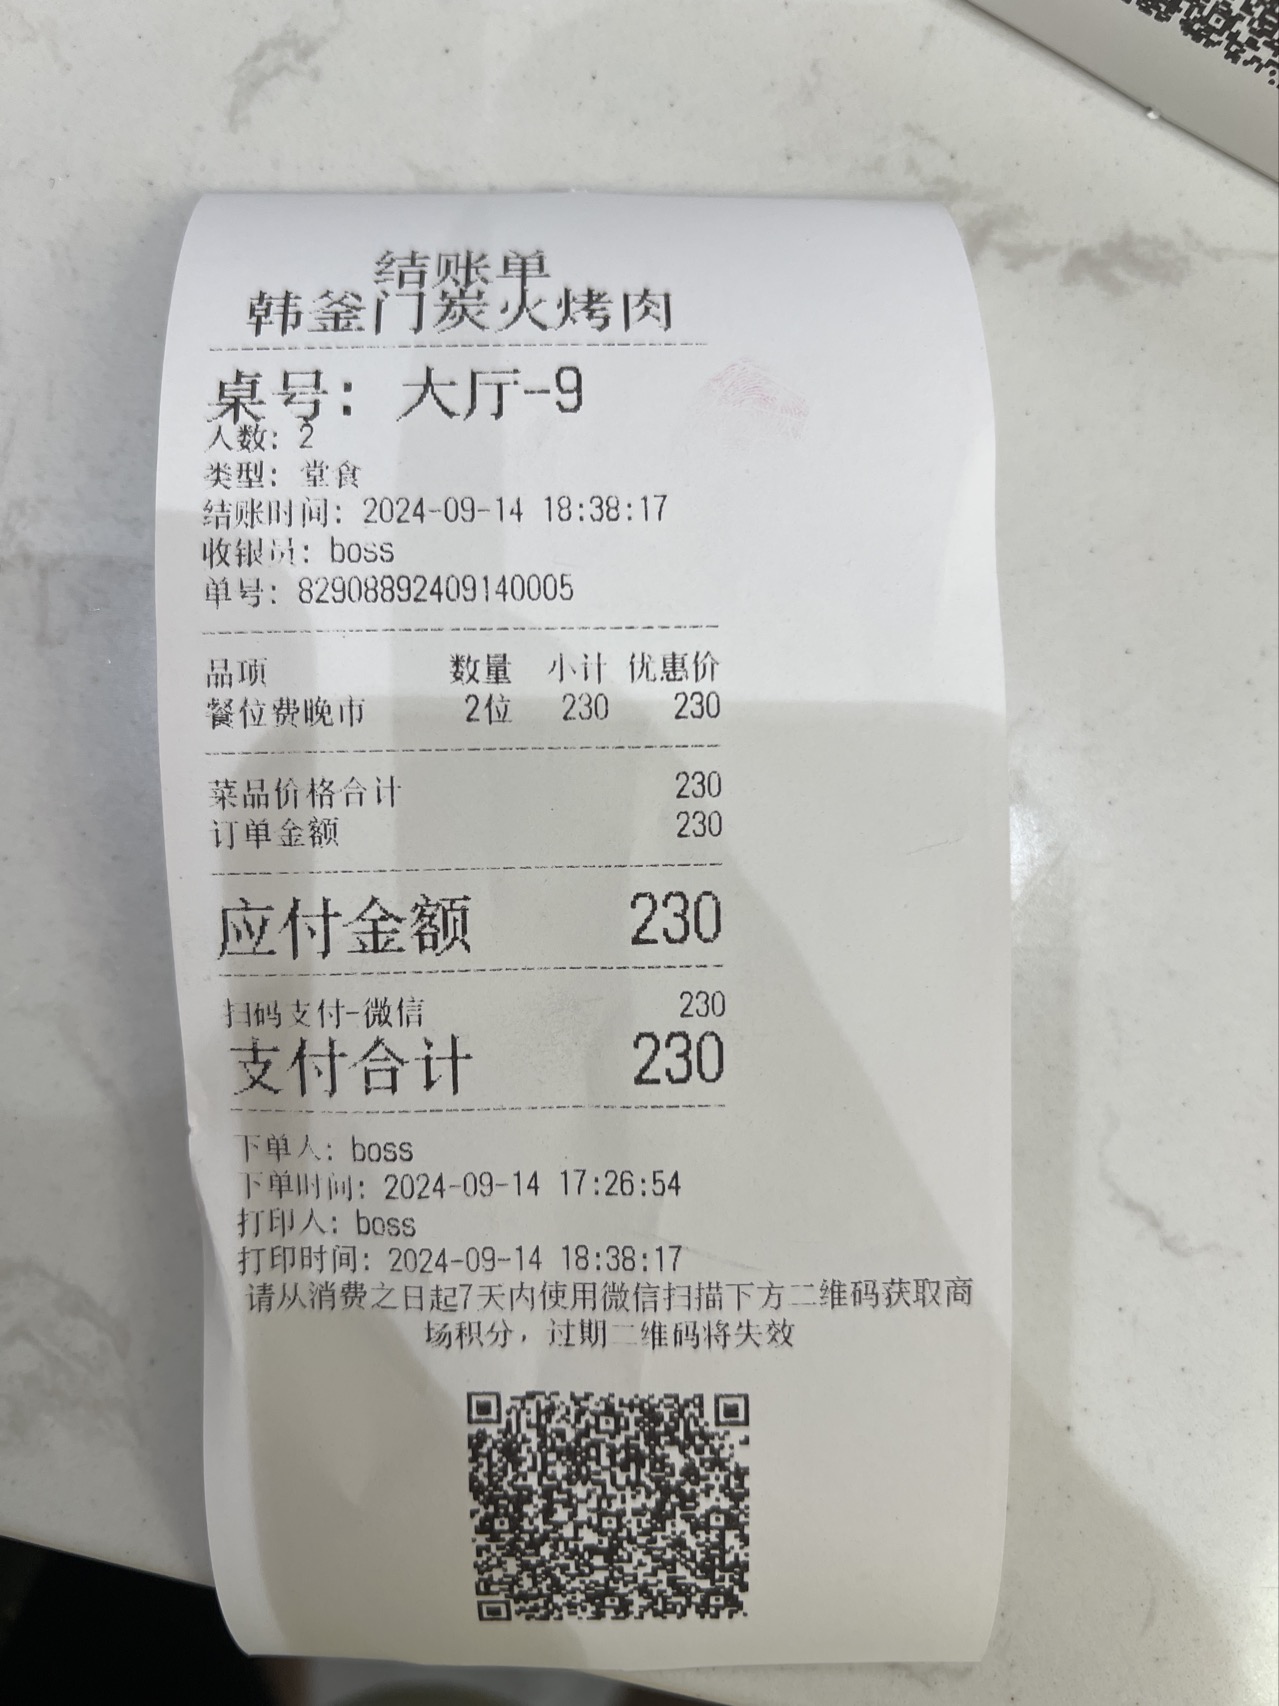 结账单
韩釜门炭火烤肉
桌号: 大厅-9
人数: 2
类型: 堂食
结账时间: 2024-09-14 18:38:17
收银员: boss
单号: 82908892409140005
品项 数量 小计 优惠价
餐位费晚市 2位 230 230
菜品价格合计 230
订单金额 230
应付金额 230
扫码支付-微信 230
支付合计 230
下单人: boss
下单时间: 2024-09-14 17:26:54
打印人: boss
打印时间: 2024-09-14 18:38:17
请从消费之日起7天内使用微信扫描下方二维码获取商
场积分，过期二维码将失效